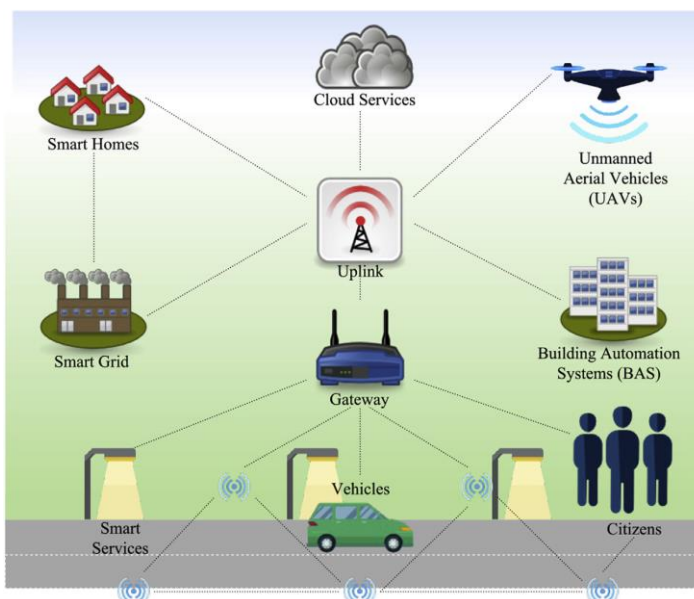 Cloud Services
Smart Homes
Unmanned
Aerial Vehicles
(UAVs)
Uplink
Smart Grid
Building Automation
Systems (BAS)
Gateway
Vehicles
Smart
Services
Citizens